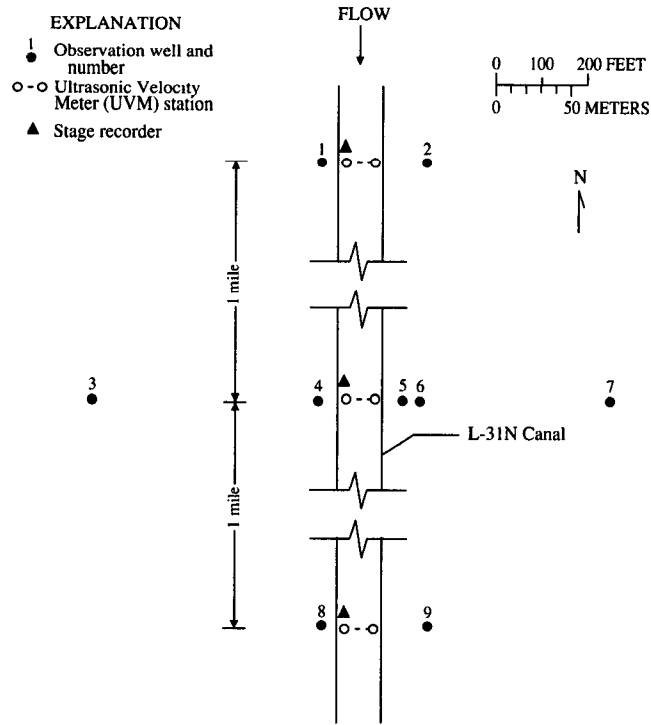 EXPLANATION
1
Observation well and
number
Ultrasonic Velocity
Meter (UVM) station
Stage recorder
FLOW
0 100 200 FEET
0 50 METERS
N
1 2
1 mile
3 4 5 6 7
L-31N Canal
1 mile
8 9